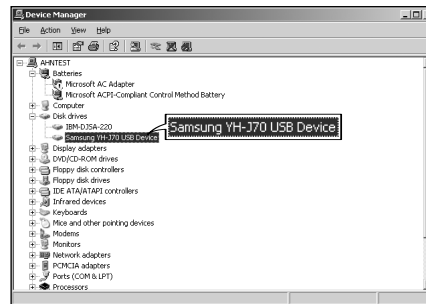 Device Manager
File Action View Help
AHNTEST
Batteries
Microsoft AC Adapter
Microsoft ACPI-Compliant Control Method Battery
Computer
Disk drives
IBM-DJSA-220
Samsung YH-J70 USB Device
Samsung YH-J70 USB Device
Display adapters
DVD/CD-ROM drives
Floppy disk controllers
Floppy disk drives
IDE ATA/ATAPI controllers
Infrared devices
Keyboards
Mice and other pointing devices
Modems
Monitors
Network adapters
PCMCIA adapters
Ports (COM & LPT)
Processors